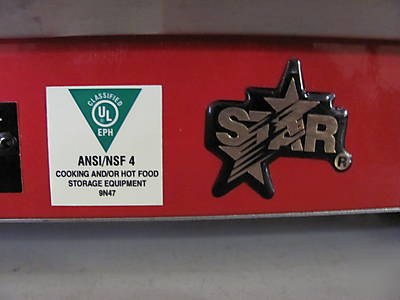 CLASSIFIED
UL
EPH
ANSI/NSF 4
COOKING AND/OR HOT FOOD
STORAGE EQUIPMENT
9N47
STAR
®